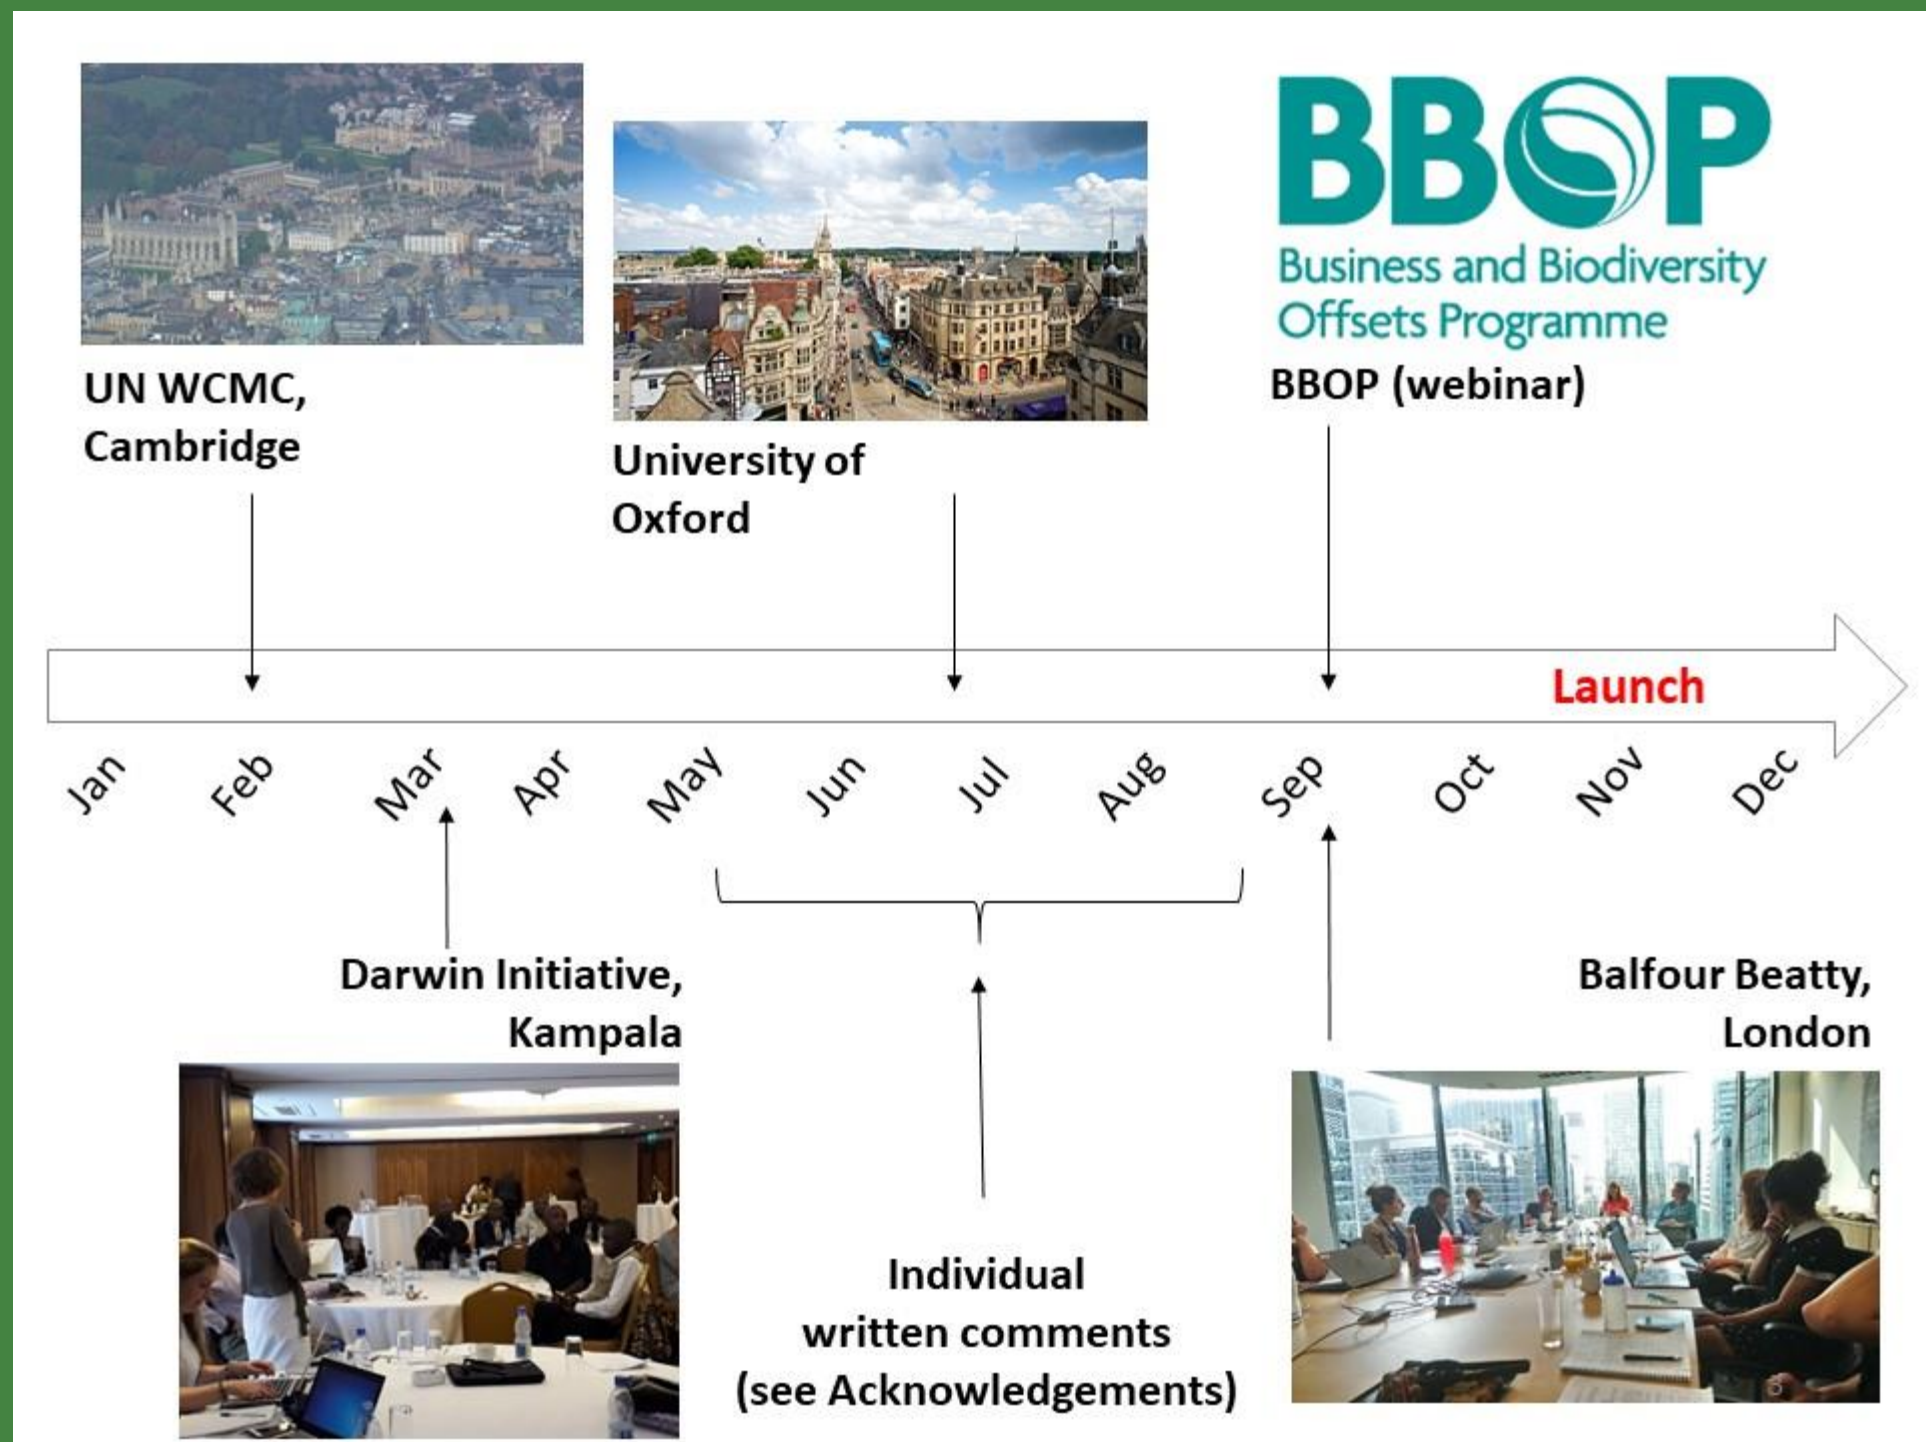 BBOP
Business and Biodiversity
Offsets Programme
UN WCMC,
Cambridge
University of
Oxford
BBOP (webinar)
Launch
Jan
Feb
Mar
Apr
May
Jun
Jul
Aug
Sep
Oct
Nov
Dec
Darwin Initiative,
Kampala
Individual
written comments
(see Acknowledgements)
Balfour Beatty,
London